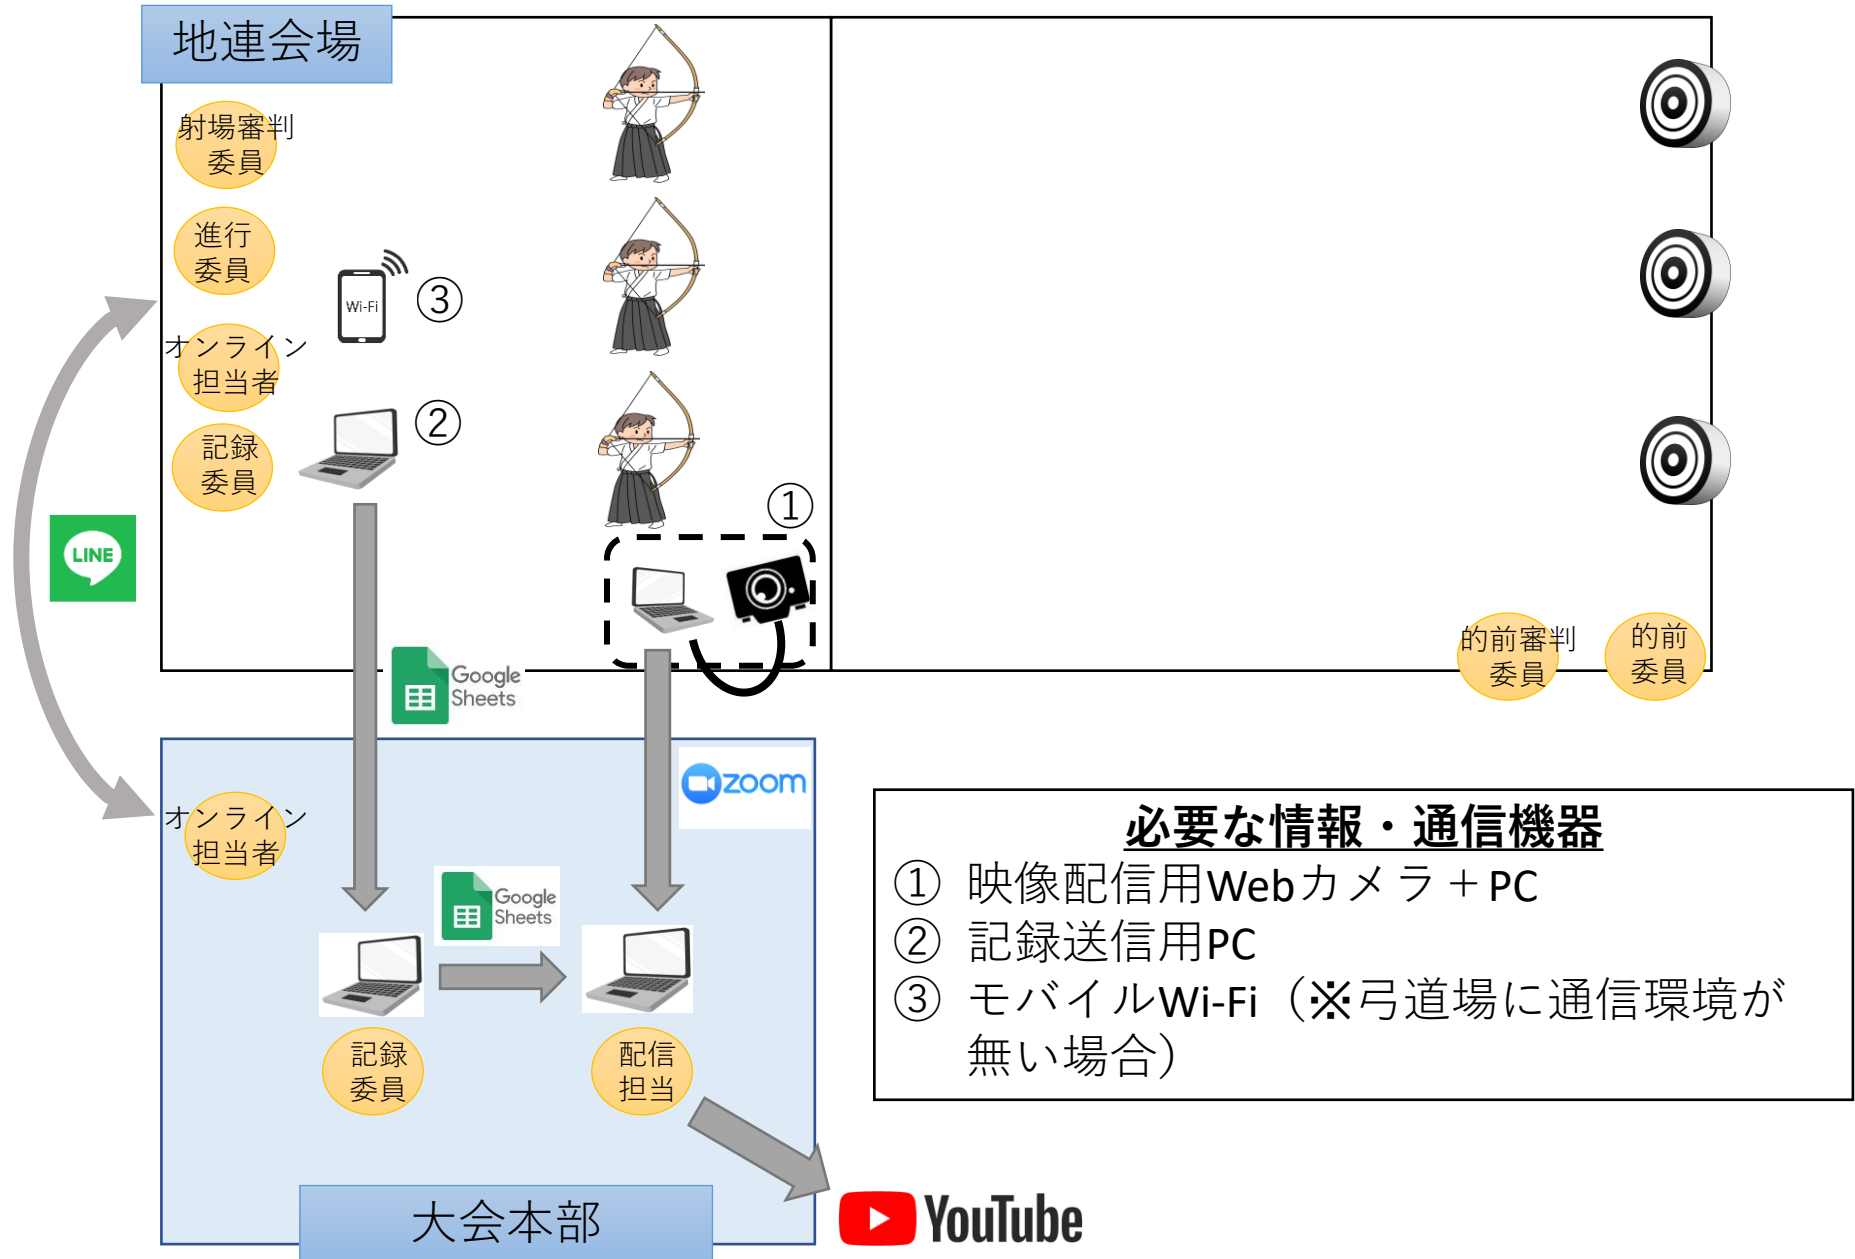 地連会場
射場審判
委員
進行
委員
Wi-Fi
③
オンライン
担当者
②
記録
委員
①
LINE
Google
Sheets
的前審判
委員
的前
委員
zoom
オンライン
担当者
Google
Sheets
記録
委員
配信
担当
大会本部
YouTube
必要な情報・通信機器
① 映像配信用Webカメラ＋PC
② 記録送信用PC
③ モバイルWi-Fi（※弓道場に通信環境が
無い場合）